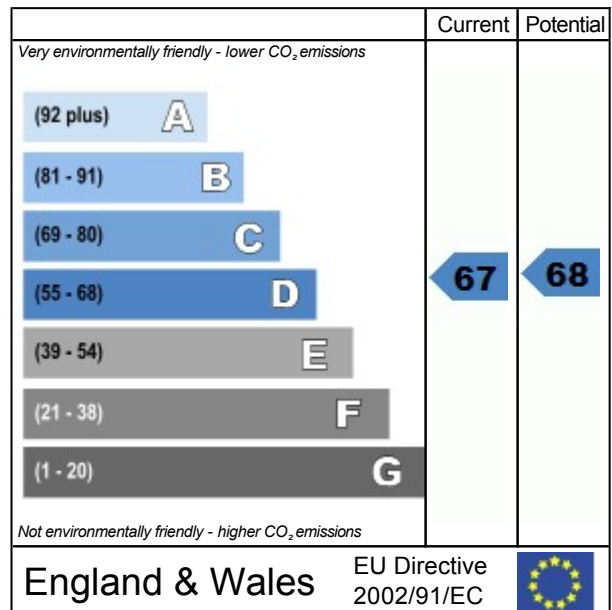 Current Potential
Very environmentally friendly - lower CO₂ emissions
(92 plus) A
(81 - 91) B
(69 - 80) C
(55 - 68) D
67 68
(39 - 54) E
(21 - 38) F
(1 - 20) G
Not environmentally friendly - higher CO₂ emissions
England & Wales
EU Directive
2002/91/EC